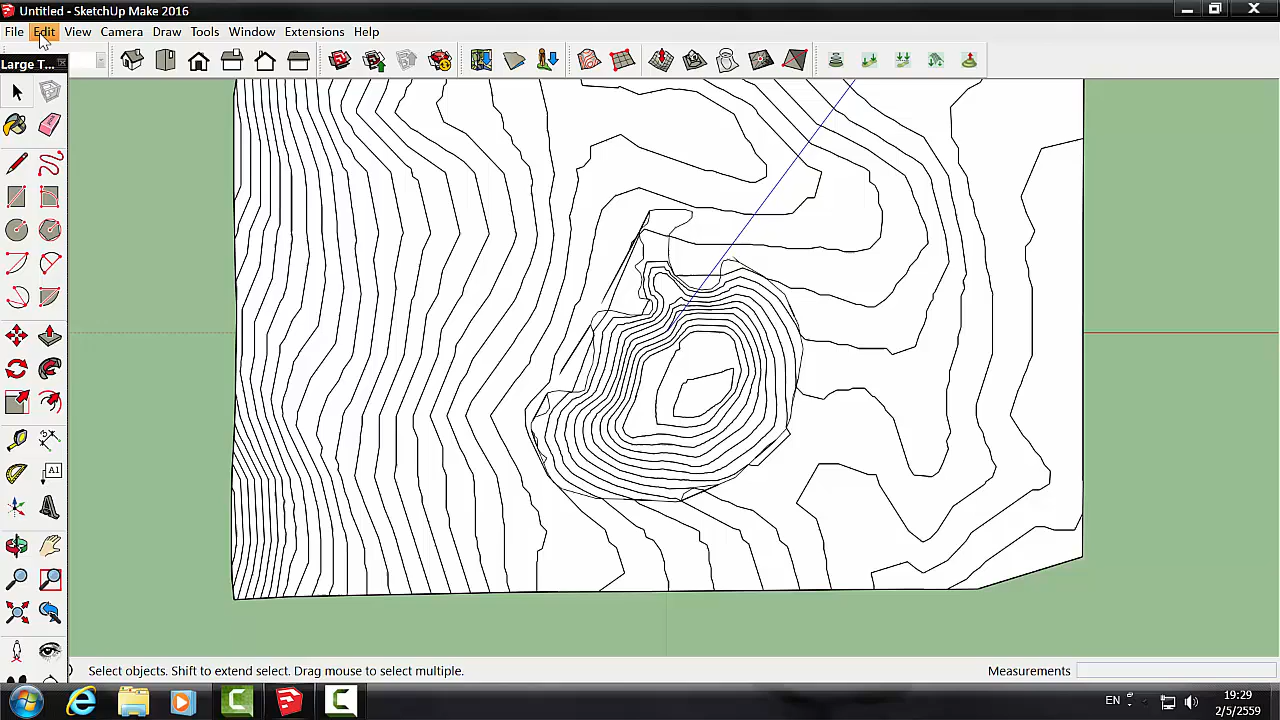 Untitled - SketchUp Make 2016
File Edit View Camera Draw Tools Window Extensions Help
Large T...
A1
Select objects. Shift to extend select. Drag mouse to select multiple.
Measurements
EN
19:29
2/5/2559